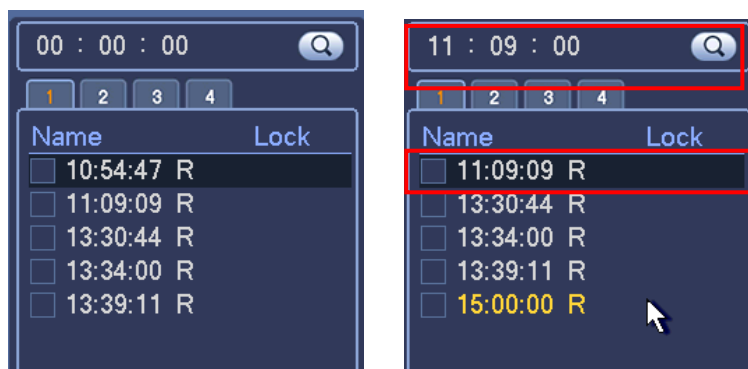 00 : 00 : 00
1 2 3 4
Name Lock
10:54:47 R
11:09:09 R
13:30:44 R
13:34:00 R
13:39:11 R
11 : 09 : 00
1 2 3 4
Name Lock
11:09:09 R
13:30:44 R
13:34:00 R
13:39:11 R
15:00:00 R